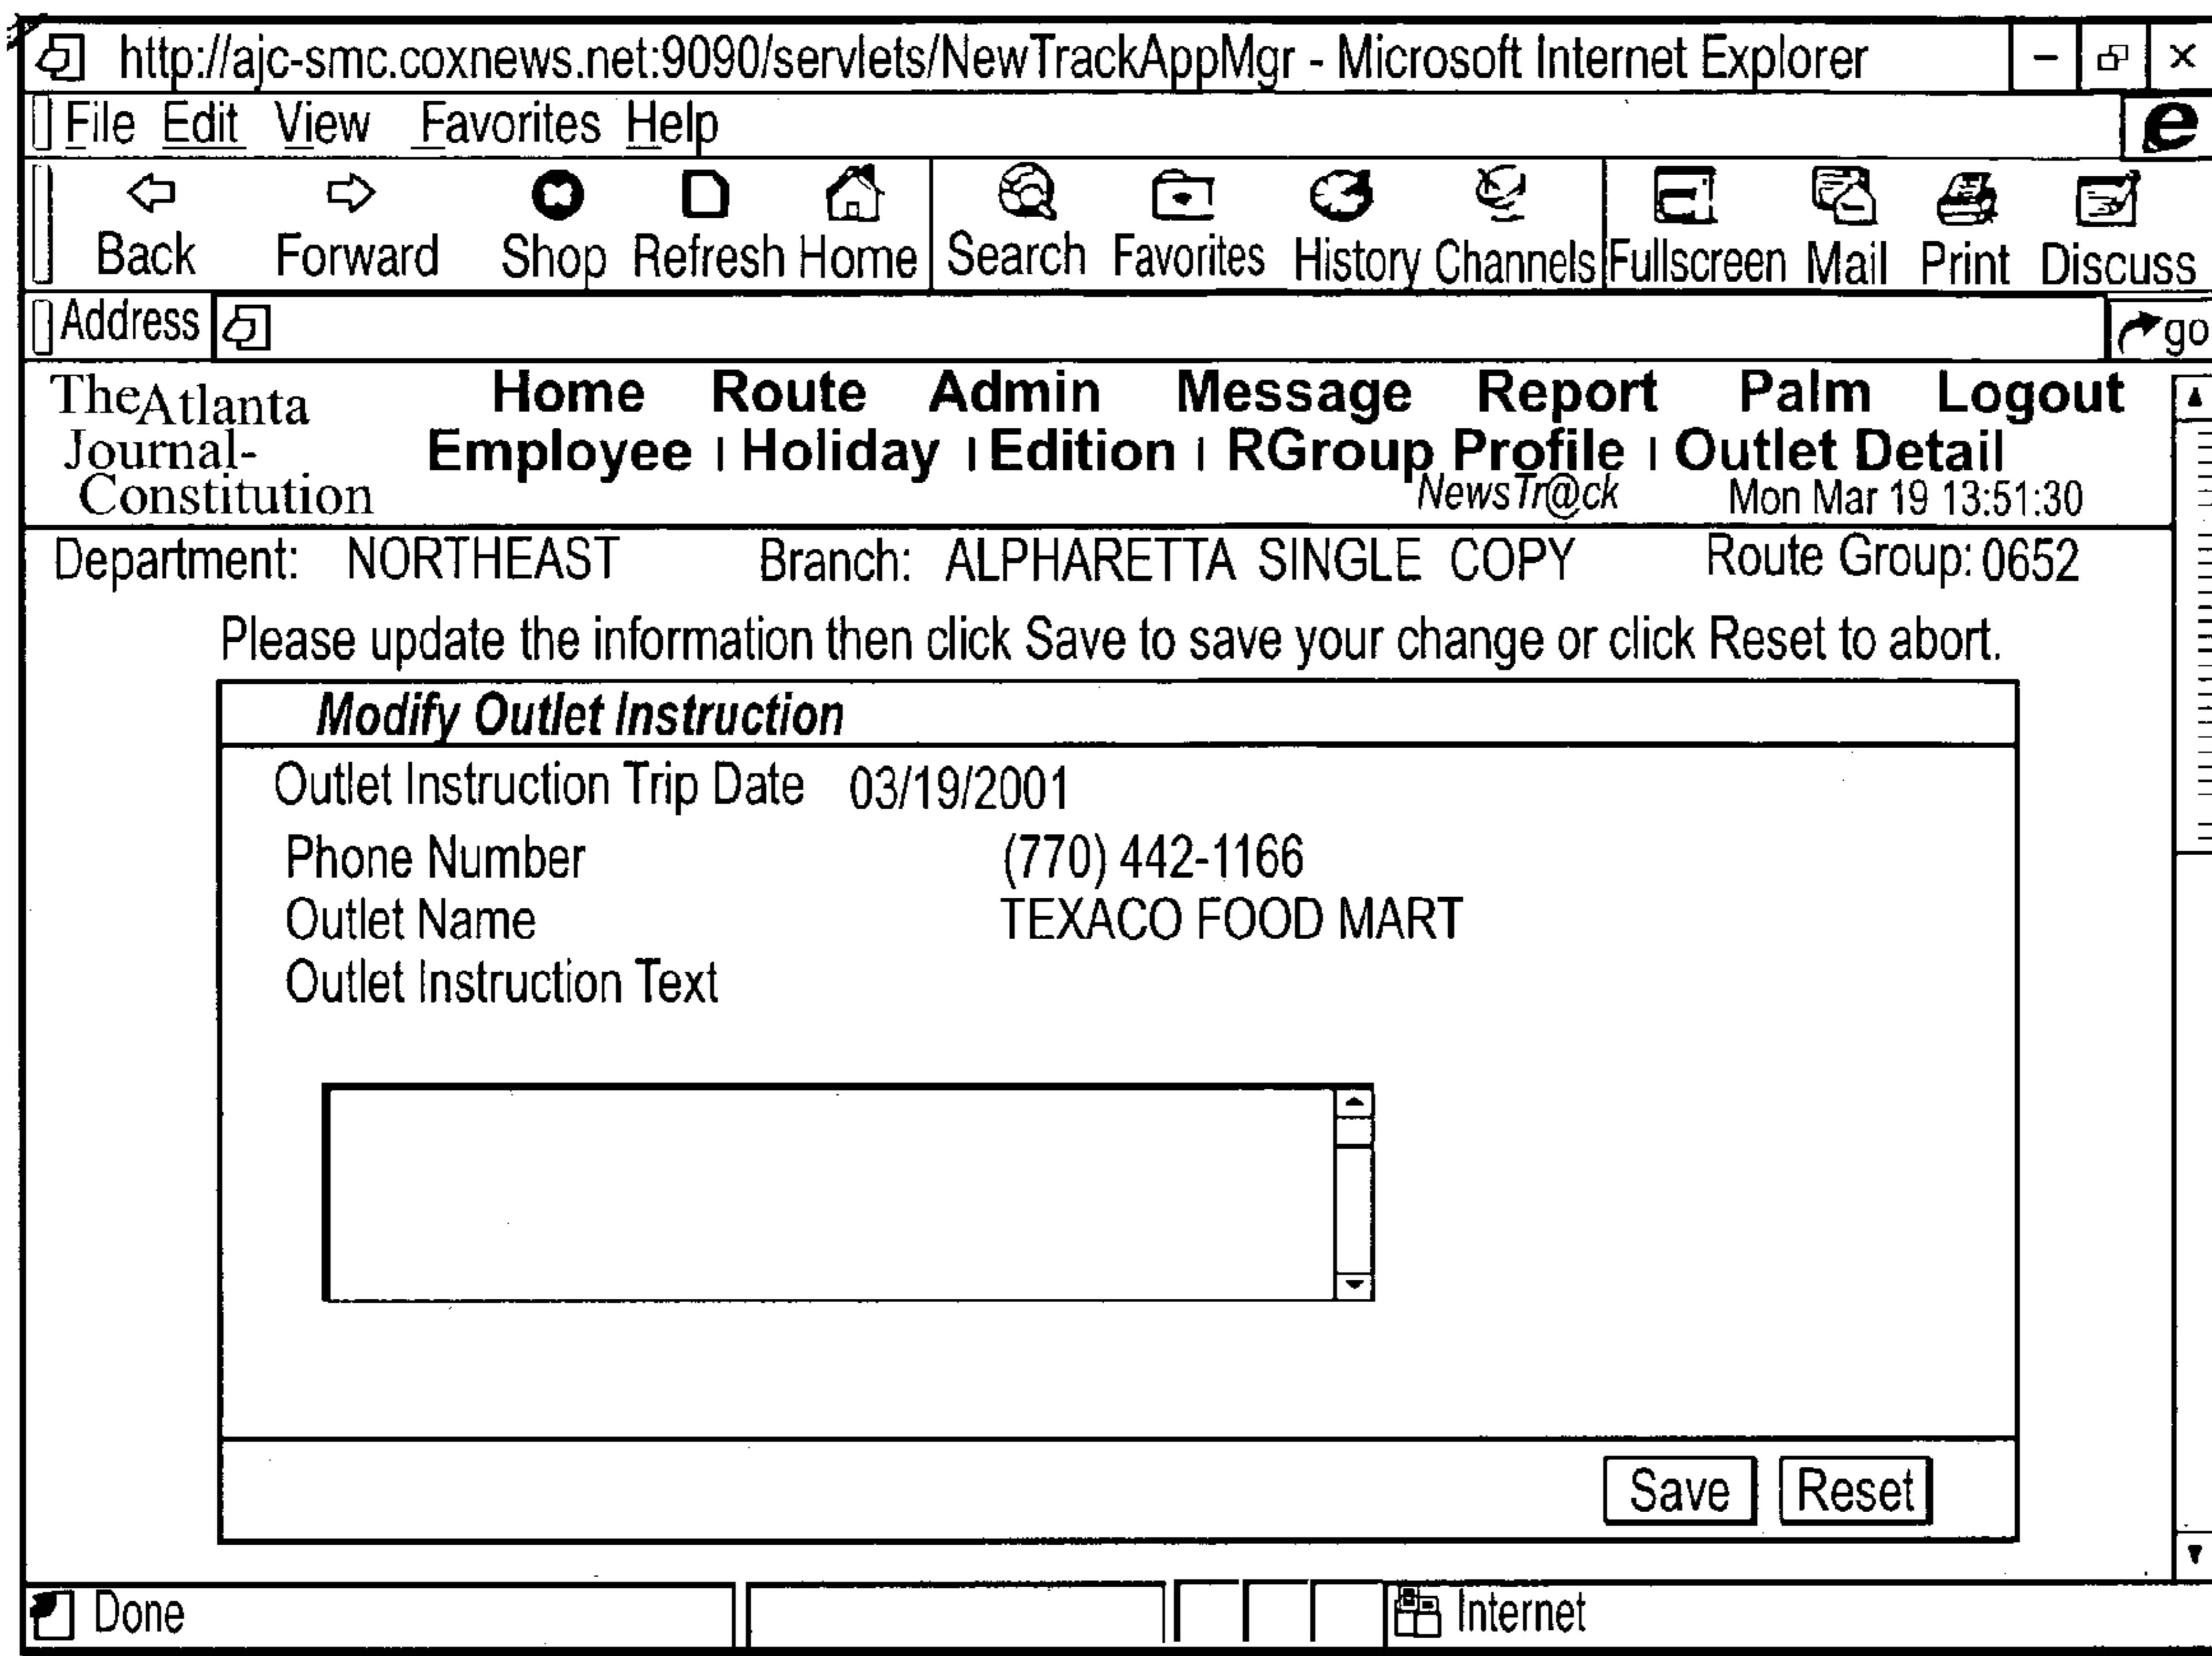 http://ajc-smc.coxnews.net:9090/servlets/NewTrackAppMgr - Microsoft Internet Explorer
File Edit View Favorites Help
Back Forward Shop Refresh Home Search Favorites History Channels Fullscreen Mail Print Discuss
Address go
The Atlanta Journal-Constitution
Home Route Admin Message Report Palm Logout
Employee | Holiday | Edition | RGroup Profile | Outlet Detail
NewsTr@ck Mon Mar 19 13:51:30
Department: NORTHEAST Branch: ALPHARETTA SINGLE COPY Route Group: 0652
Please update the information then click Save to save your change or click Reset to abort.
Modify Outlet Instruction
Outlet Instruction Trip Date 03/19/2001
Phone Number (770) 442-1166
Outlet Name TEXACO FOOD MART
Outlet Instruction Text
Save Reset
Done Internet